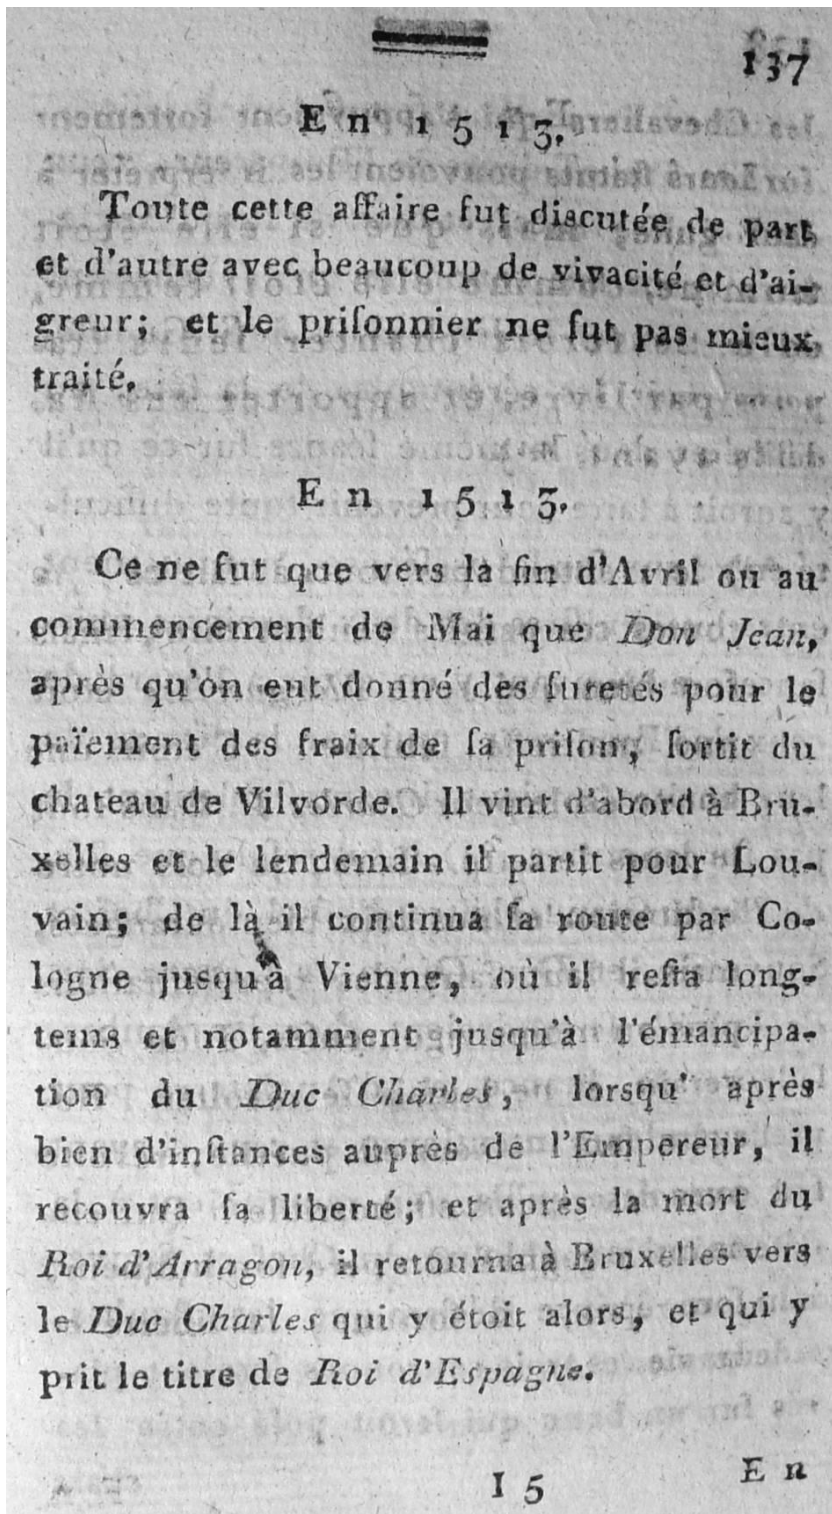 137
En 1513.
Toute cette affaire fut discutée de part
et d'autre avec beaucoup de vivacité et d'ai-
greur; et le priſonnier ne fut pas mieux
traité.
En 1513.
Ce ne fut que vers la fin d'Avril ou au
commencement de Mai que Don Jean,
après qu'on eut donné des ſuretés pour le
païement des fraix de ſa priſon, ſortit du
chateau de Vilvorde. Il vint d'abord à Bru-
xelles et le lendemain il partit pour Lou-
vain; de là il continua ſa route par Co-
logne jusqu'à Vienne, où il reſta long-
tems et notamment jusqu'à l'émancipa-
tion du Duc Charles, lorsqu' après
bien d'inſtances auprès de l'Empereur, il
recouvra ſa liberté; et après la mort du
Roi d'Arragon, il retourna à Bruxelles vers
le Duc Charles qui y étoit alors, et qui y
prit le titre de Roi d'Espagne.
I 5 En